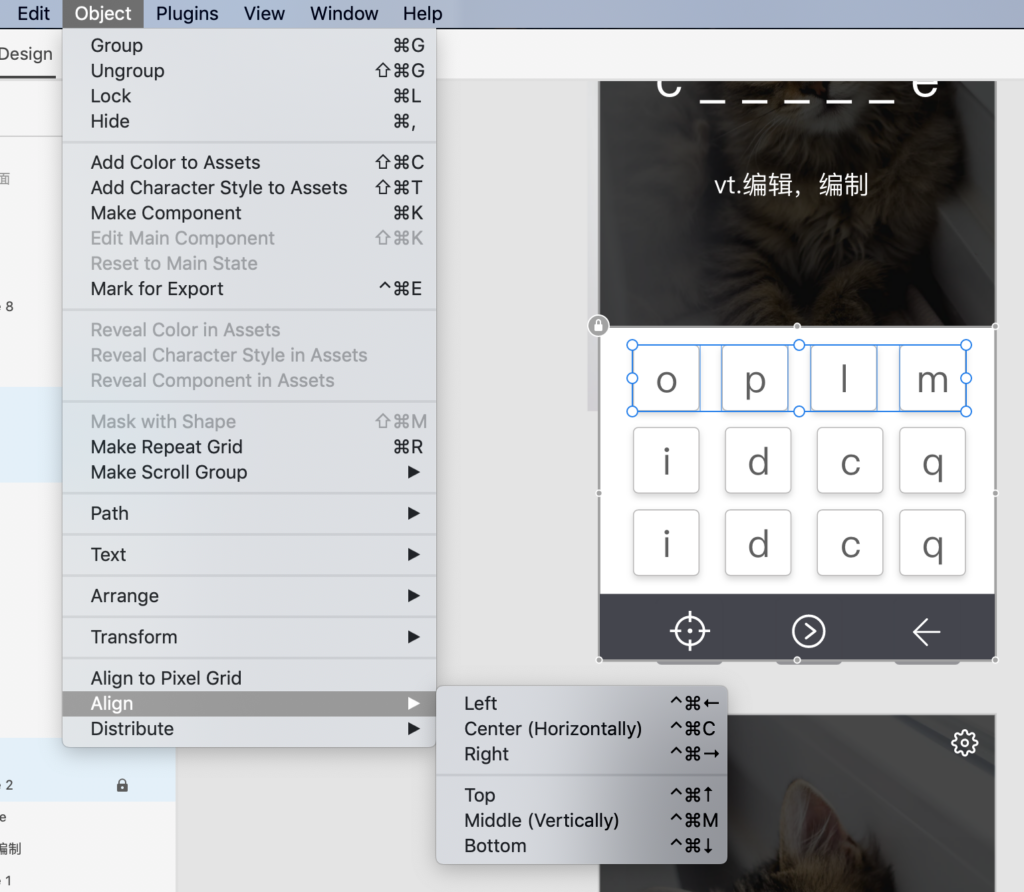 Edit Object Plugins View Window Help
Design
Group ⌘G
Ungroup ⇧⌘G
Lock ⌘L
Hide ⌘,
Add Color to Assets ⇧⌘C
Add Character Style to Assets ⇧⌘T
Make Component ⌘K
Edit Main Component ⇧⌘K
Reset to Main State
Mark for Export ^⌘E
Reveal Color in Assets
Reveal Character Style in Assets
Reveal Component in Assets
Mask with Shape ⇧⌘M
Make Repeat Grid ⌘R
Make Scroll Group ▶
Path ▶
Text ▶
Arrange ▶
Transform ▶
Align to Pixel Grid
Align ▶
Distribute ▶
Left ^⌘←
Center (Horizontally) ^⌘C
Right ^⌘→
Top ^⌘↑
Middle (Vertically) ^⌘M
Bottom ^⌘↓
面
8
2
e
编制
1
c _ _ _ _ _ e
vt.编辑，编制
o p l m
i d c q
i d c q